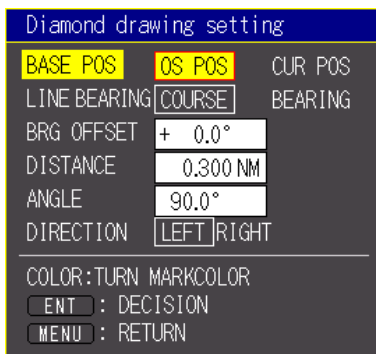 Diamond drawing setting
BASE POS OS POS CUR POS
LINE BEARING COURSE BEARING
BRG OFFSET + 0.0°
DISTANCE 0.300 NM
ANGLE 90.0°
DIRECTION LEFT RIGHT
COLOR:TURN MARKCOLOR
ENT : DECISION
MENU : RETURN